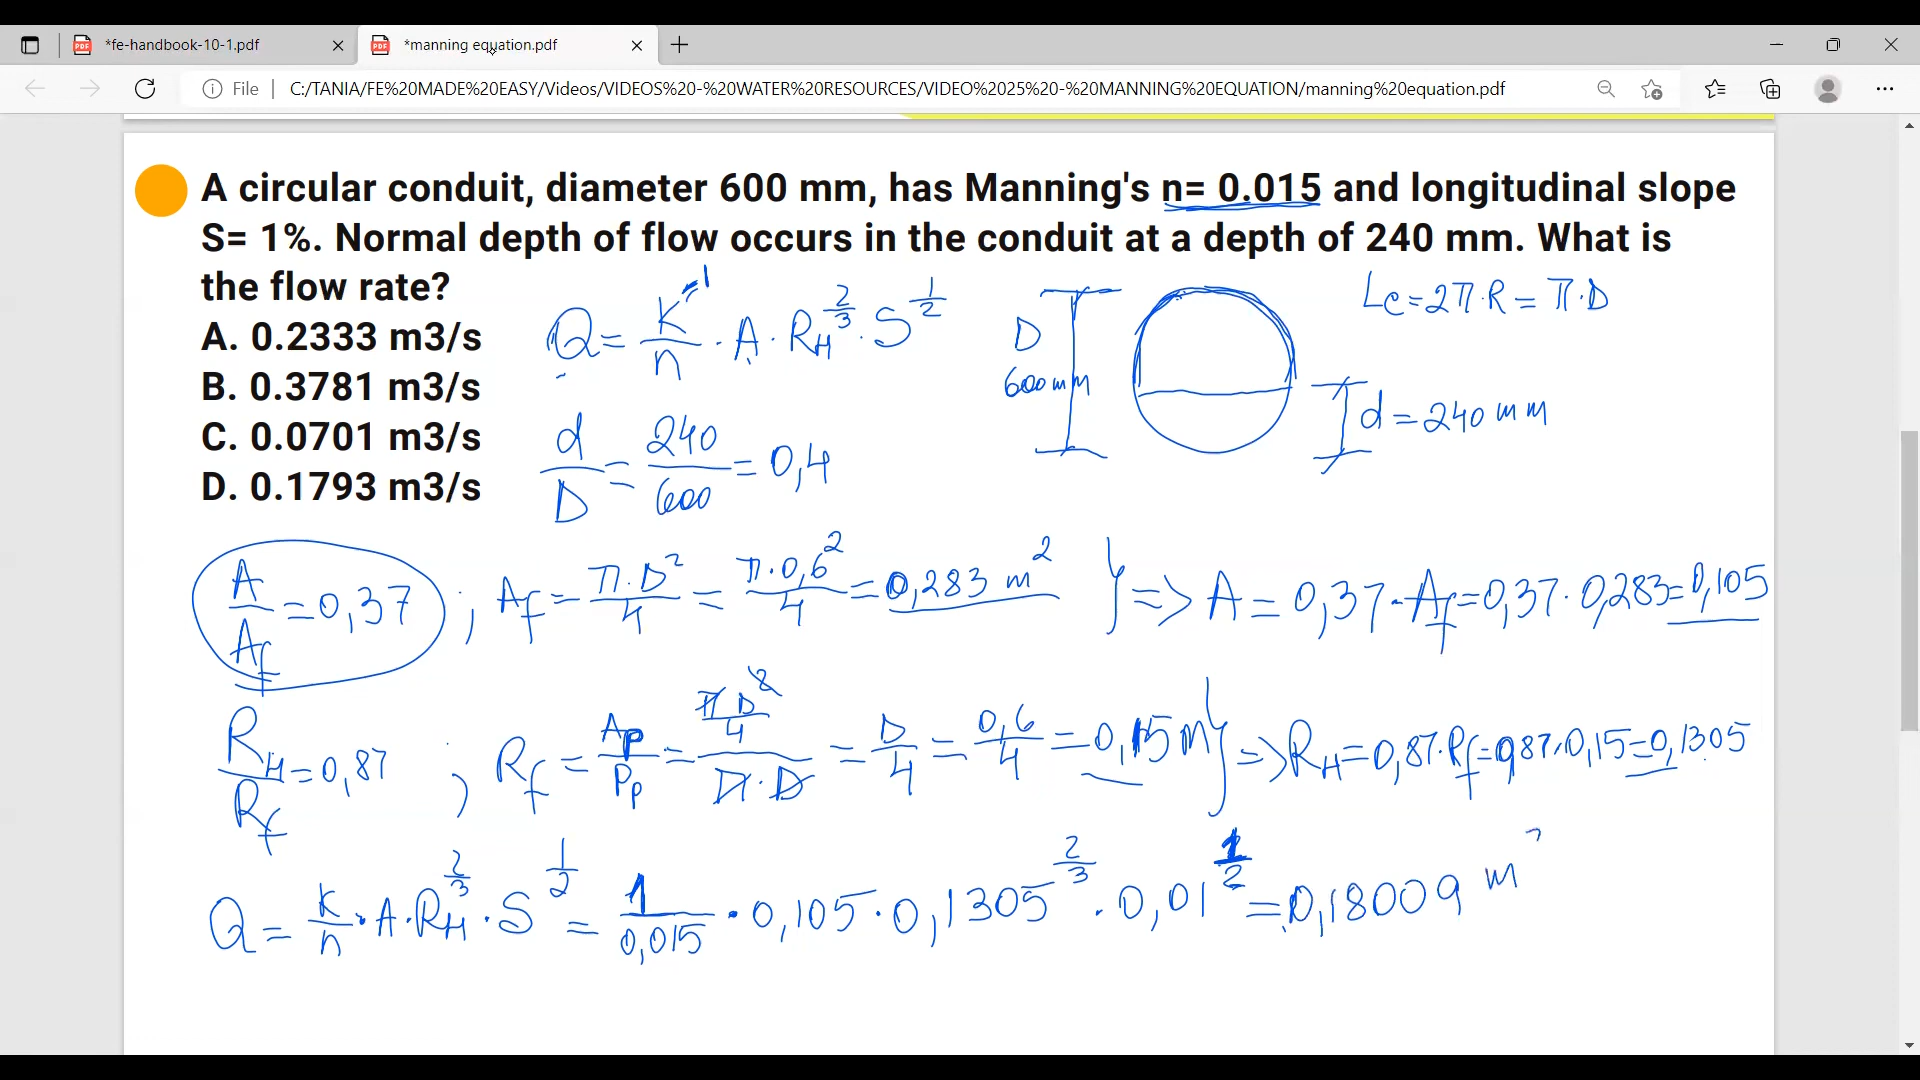 *fe-handbook-10-1.pdf
*manning equation.pdf
File
C:/TANIA/FE%20MADE%20EASY/Videos/VIDEOS%20-%20WATER%20RESOURCES/VIDEO%2025%20-%20MANNING%20EQUATION/manning%20equation.pdf
A circular conduit, diameter 600 mm, has Manning's n= 0.015 and longitudinal slope
S= 1%. Normal depth of flow occurs in the conduit at a depth of 240 mm. What is
the flow rate?
A. 0.2333 m3/s
B. 0.3781 m3/s
C. 0.0701 m3/s
D. 0.1793 m3/s
Q = K/n · A · R_H^(2/3) · S^(1/2)
1
D
600 mm
Lc = 2π·R = π·D
d = 240 mm
d/D = 240/600 = 0,4
A/Af = 0,37 ; Af = π·D²/4 = π·0,6²/4 = 0,283 m² } => A = 0,37·Af = 0,37·0,283 = 0,105
R_H/Rf = 0,87 ; Rf = Ap/Pp = (πD²/4)/(π·D) = D/4 = 0,6/4 = 0,15 m } => R_H = 0,87·Rf = 0,87·0,15 = 0,1305
Q = K/n · A · R_H^(2/3) · S^(1/2) = 1/0,015 · 0,105 · 0,1305^(2/3) · 0,01^(1/2) = 0,18009 m